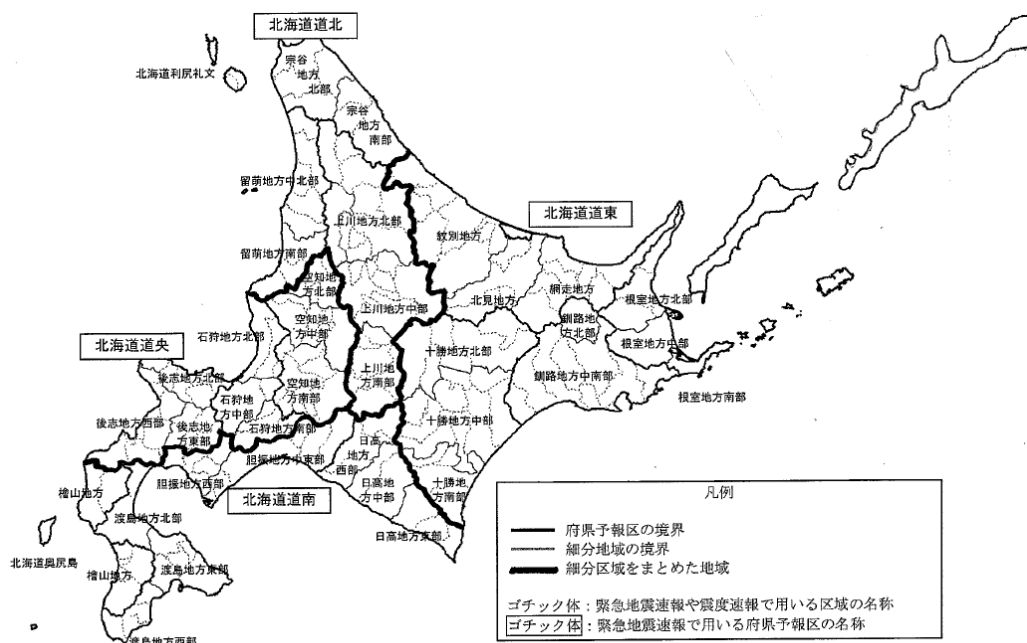 北海道道北
宗谷
地方
北部
北海道利尻礼文
宗谷
地方
南部
留萌地方中北部
上川地方北部
北海道道東
紋別地方
留萌地方南部
空知地
方北部
上川地方中部
北見地方
網走地方
根室地方北部
釧路地
方北部
空知地
方中部
石狩地方北部
根室地方中部
北海道道央
十勝地方北部
上川地
方南部
釧路地方中南部
根室地方南部
後志地方北部
空知地
方南部
石狩地
方中部
十勝地方中部
後志地方西部
後志地
方東部
石狩地方南部
日高
地方
西部
胆振地方中東部
胆振地方西部
日高地
方中部
十勝地
方南部
檜山地方
北海道道南
渡島地方北部
日高地方東部
北海道奥尻島
檜山地方
渡島地方東部
渡島地方西部
凡例
府県予報区の境界
細分地域の境界
細分区域をまとめた地域
ゴチック体：緊急地震速報や震度速報で用いる区域の名称
ゴチック体：緊急地震速報で用いる府県予報区の名称